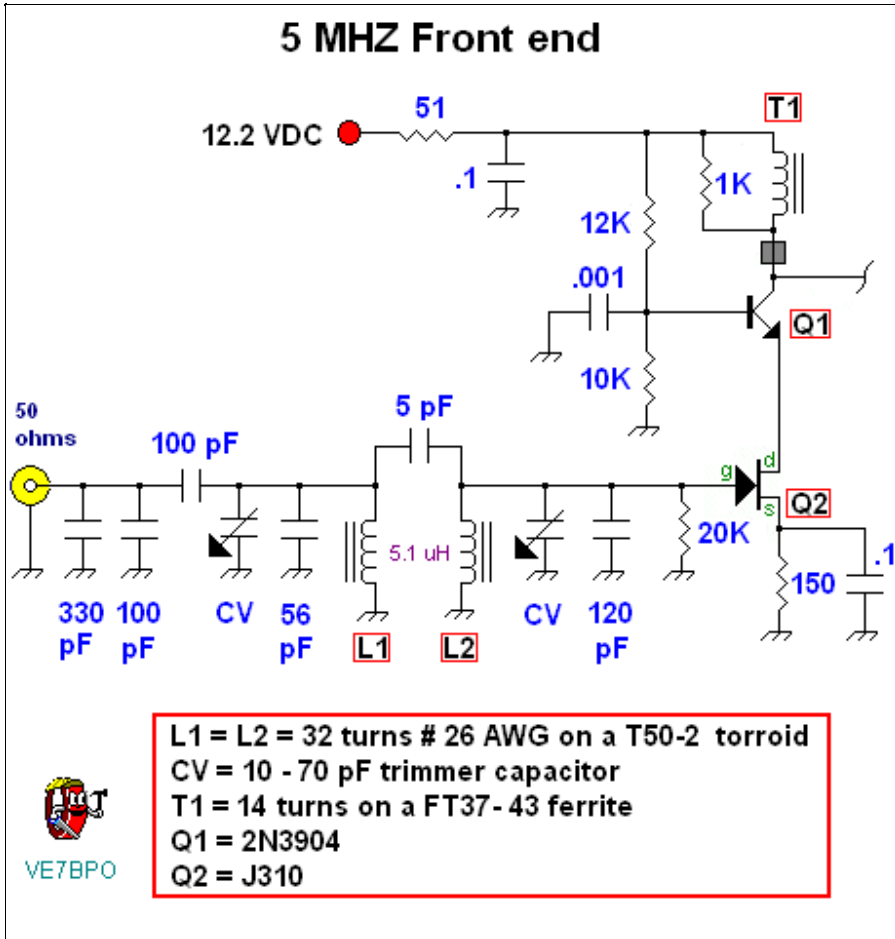 5 MHZ Front end
51
T1
12.2 VDC
.1
1K
12K
.001
Q1
10K
50
ohms
5 pF
100 pF
g
d
s
Q2
20K
.1
5.1 uH
150
330
pF
100
pF
CV
56
pF
L1
L2
CV
120
pF
L1 = L2 = 32 turns # 26 AWG on a T50-2 torroid
CV = 10 - 70 pF trimmer capacitor
T1 = 14 turns on a FT37- 43 ferrite
Q1 = 2N3904
Q2 = J310
VE7BPO